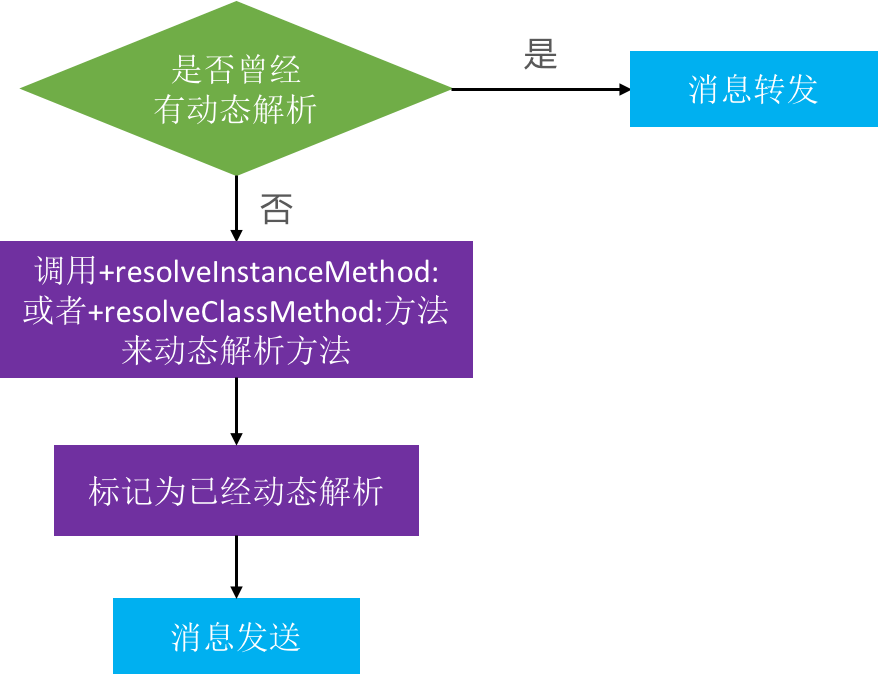 是否曾经
有动态解析
是
消息转发
否
调用+resolveInstanceMethod:
或者+resolveClassMethod:方法
来动态解析方法
标记为已经动态解析
消息发送